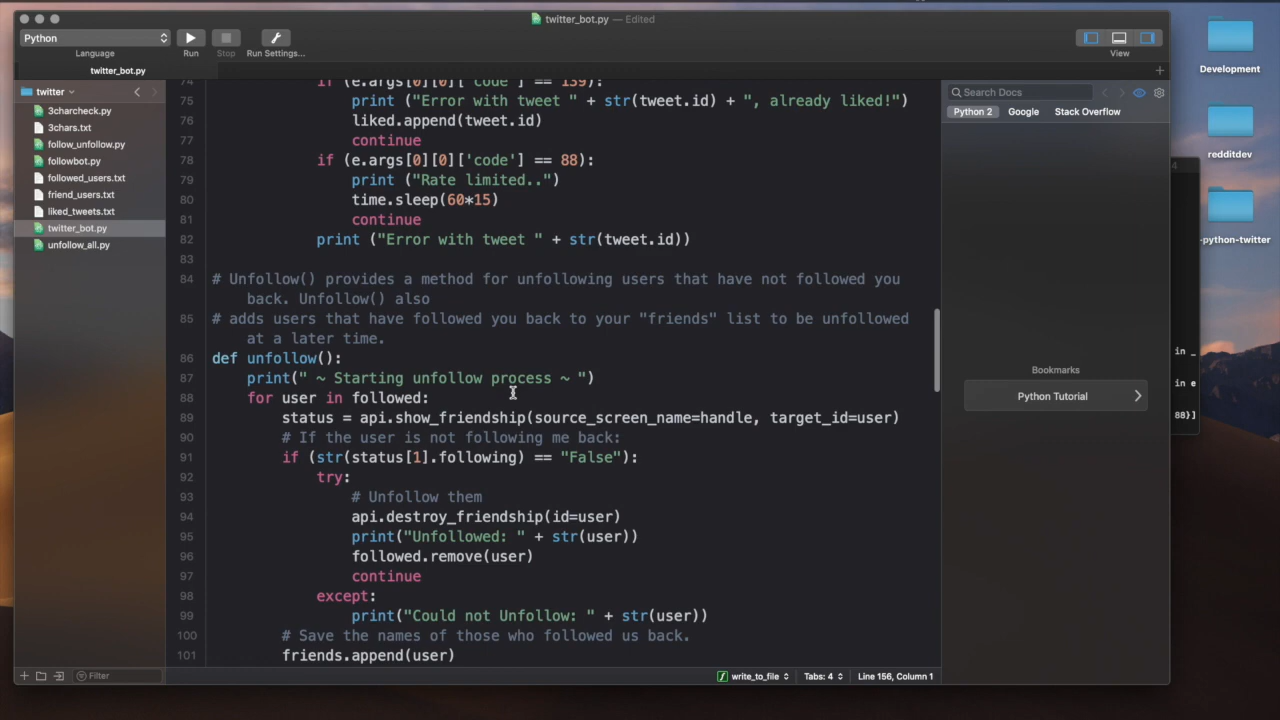 twitter_bot.py — Edited
Python
Language
Run
Stop
Run Settings...
View
twitter_bot.py
twitter
3charcheck.py
3chars.txt
follow_unfollow.py
followbot.py
followed_users.txt
friend_users.txt
liked_tweets.txt
twitter_bot.py
unfollow_all.py
Filter
74 if (e.args[0][0]['code'] == 139):
75 print ("Error with tweet " + str(tweet.id) + ", already liked!")
76 liked.append(tweet.id)
77 continue
78 if (e.args[0][0]['code'] == 88):
79 print ("Rate limited..")
80 time.sleep(60*15)
81 continue
82 print ("Error with tweet " + str(tweet.id))
83
84 # Unfollow() provides a method for unfollowing users that have not followed you
back. Unfollow() also
85 # adds users that have followed you back to your "friends" list to be unfollowed
at a later time.
86 def unfollow():
87 print(" ~ Starting unfollow process ~ ")
88 for user in followed:
89 status = api.show_friendship(source_screen_name=handle, target_id=user)
90 # If the user is not following me back:
91 if (str(status[1].following) == "False"):
92 try:
93 # Unfollow them
94 api.destroy_friendship(id=user)
95 print("Unfollowed: " + str(user))
96 followed.remove(user)
97 continue
98 except:
99 print("Could not Unfollow: " + str(user))
100 # Save the names of those who followed us back.
101 friends.append(user)
write_to_file
Tabs: 4
Line 156, Column 1
Search Docs
Python 2
Google
Stack Overflow
Bookmarks
Python Tutorial
4
in _
in e
88}]
Development
redditdev
-python-twitter